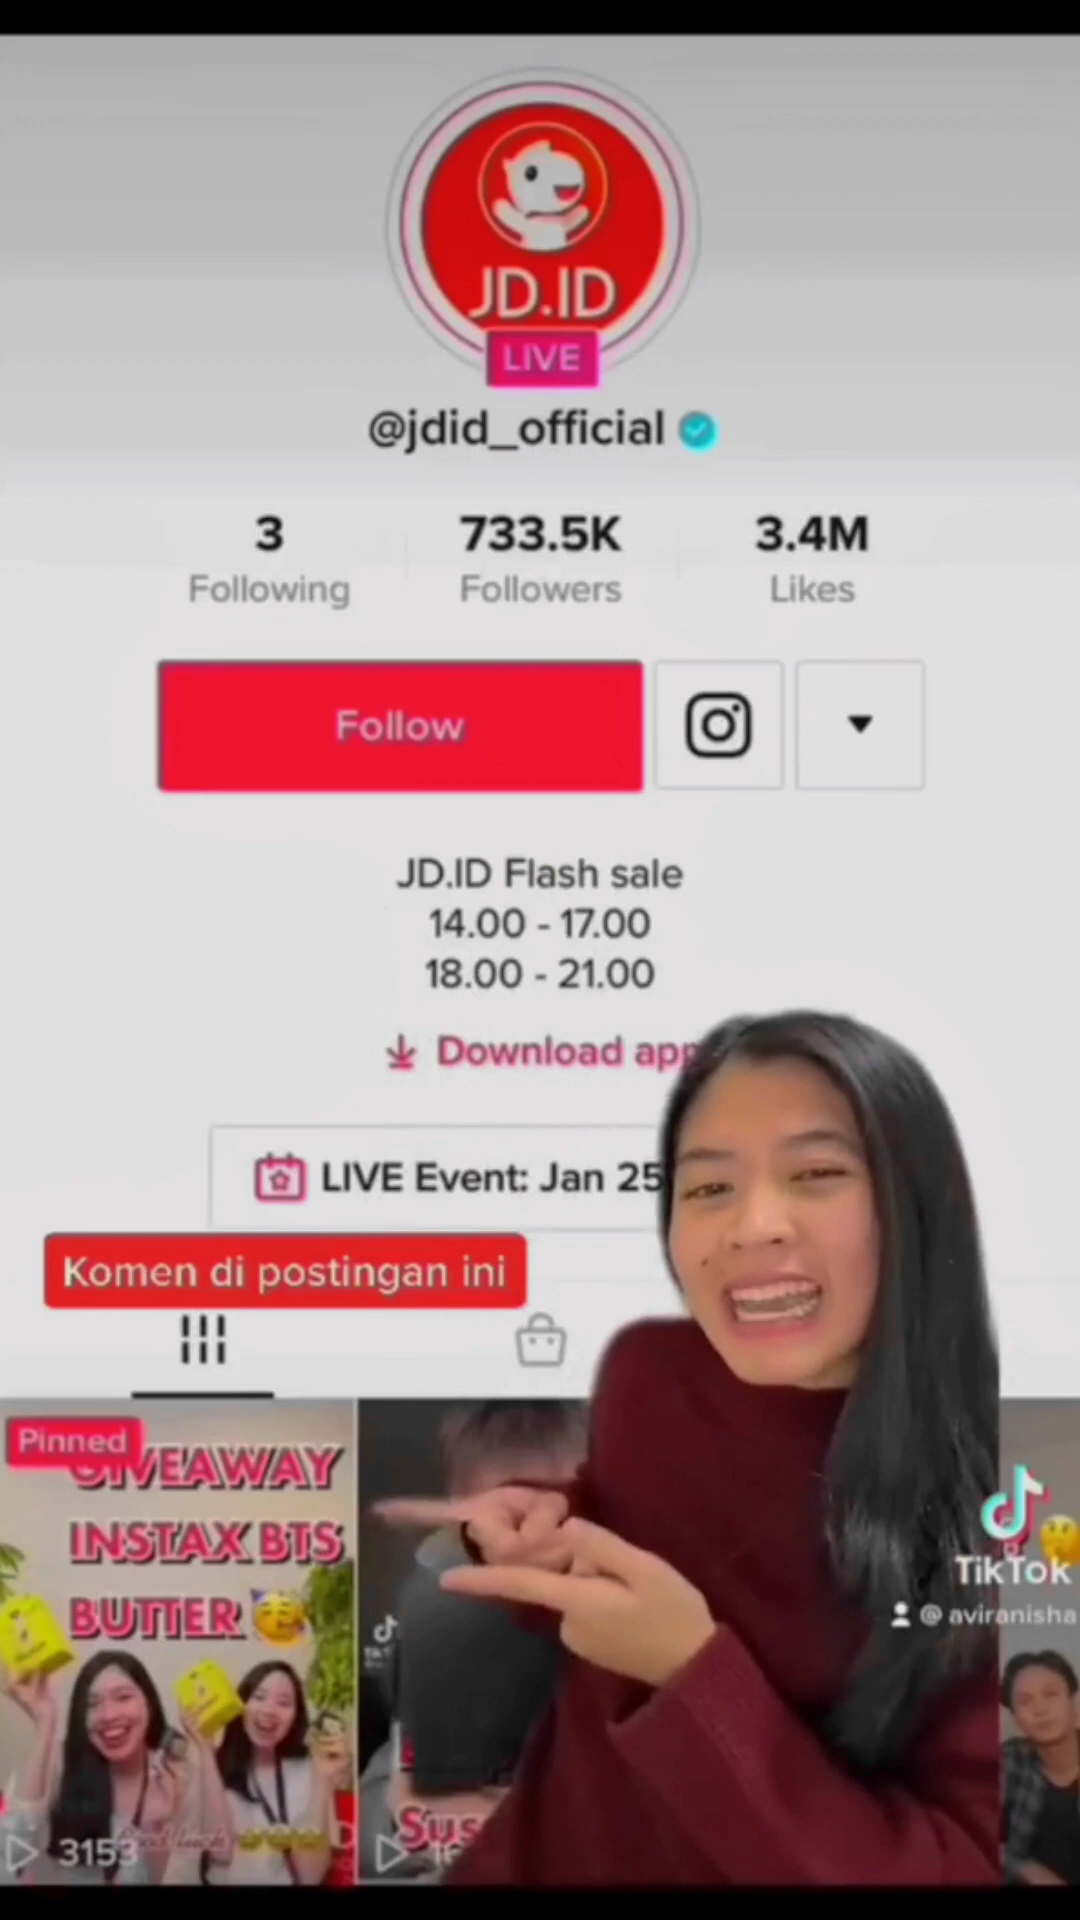 JD.ID
LIVE
@jdid_official
3
733.5K
3.4M
Following
Followers
Likes
Follow
JD.ID Flash sale
14.00 - 17.00
18.00 - 21.00
Download app
LIVE Event: Jan 25
Komen di postingan ini
Pinned
GIVEAWAY
INSTAX BTS
BUTTER
TikTok
@ aviranisha
3153